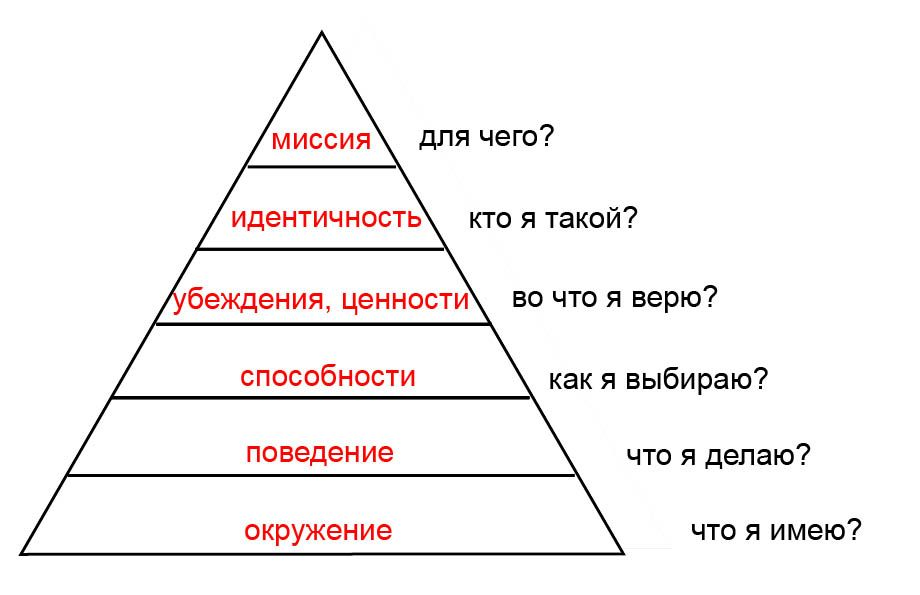 миссия для чего?
идентичность кто я такой?
убеждения, ценности во что я верю?
способности как я выбираю?
поведение что я делаю?
окружение что я имею?